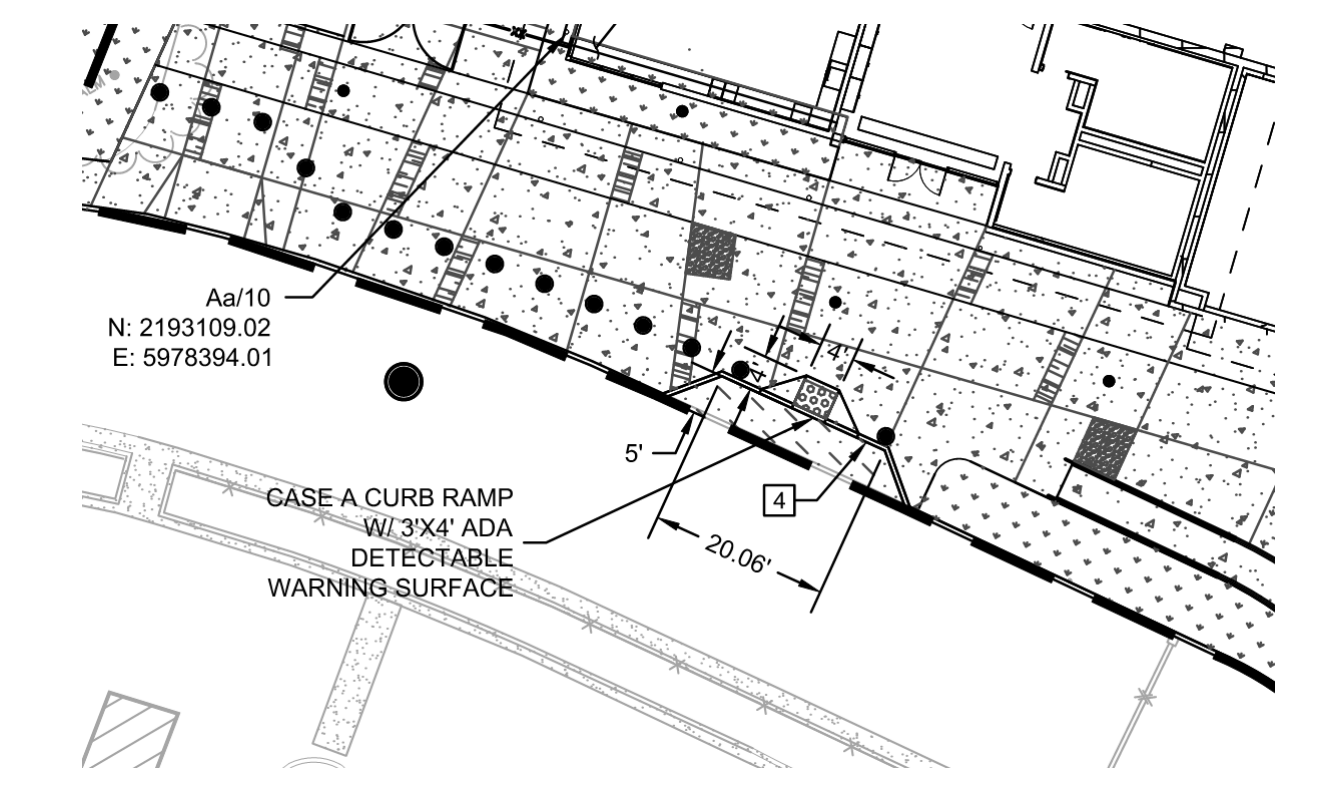 Aa/10
N: 2193109.02
E: 5978394.01
4'
4'
5'
4
20.06'
CASE A CURB RAMP
W/ 3'X4' ADA
DETECTABLE
WARNING SURFACE